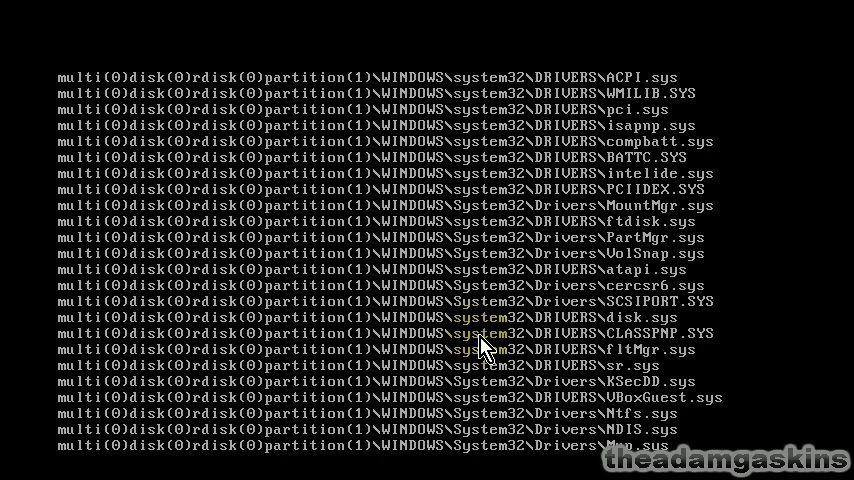 multi(0)disk(0)rdisk(0)partition(1)\WINDOWS\system32\DRIVERS\ACPI.sys
multi(0)disk(0)rdisk(0)partition(1)\WINDOWS\system32\DRIVERS\WMILIB.SYS
multi(0)disk(0)rdisk(0)partition(1)\WINDOWS\system32\DRIVERS\pci.sys
multi(0)disk(0)rdisk(0)partition(1)\WINDOWS\system32\DRIVERS\isapnp.sys
multi(0)disk(0)rdisk(0)partition(1)\WINDOWS\system32\DRIVERS\compbatt.sys
multi(0)disk(0)rdisk(0)partition(1)\WINDOWS\system32\DRIVERS\BATTC.SYS
multi(0)disk(0)rdisk(0)partition(1)\WINDOWS\system32\DRIVERS\intelide.sys
multi(0)disk(0)rdisk(0)partition(1)\WINDOWS\system32\DRIVERS\PCIIDEX.SYS
multi(0)disk(0)rdisk(0)partition(1)\WINDOWS\System32\Drivers\MountMgr.sys
multi(0)disk(0)rdisk(0)partition(1)\WINDOWS\system32\DRIVERS\ftdisk.sys
multi(0)disk(0)rdisk(0)partition(1)\WINDOWS\System32\Drivers\PartMgr.sys
multi(0)disk(0)rdisk(0)partition(1)\WINDOWS\System32\Drivers\VolSnap.sys
multi(0)disk(0)rdisk(0)partition(1)\WINDOWS\system32\DRIVERS\atapi.sys
multi(0)disk(0)rdisk(0)partition(1)\WINDOWS\System32\Drivers\cercsr6.sys
multi(0)disk(0)rdisk(0)partition(1)\WINDOWS\System32\Drivers\SCSIPORT.SYS
multi(0)disk(0)rdisk(0)partition(1)\WINDOWS\system32\DRIVERS\disk.sys
multi(0)disk(0)rdisk(0)partition(1)\WINDOWS\system32\DRIVERS\CLASSPNP.SYS
multi(0)disk(0)rdisk(0)partition(1)\WINDOWS\system32\DRIVERS\fltMgr.sys
multi(0)disk(0)rdisk(0)partition(1)\WINDOWS\system32\DRIVERS\sr.sys
multi(0)disk(0)rdisk(0)partition(1)\WINDOWS\System32\Drivers\KSecDD.sys
multi(0)disk(0)rdisk(0)partition(1)\WINDOWS\system32\DRIVERS\VBoxGuest.sys
multi(0)disk(0)rdisk(0)partition(1)\WINDOWS\System32\Drivers\Ntfs.sys
multi(0)disk(0)rdisk(0)partition(1)\WINDOWS\System32\Drivers\NDIS.sys
multi(0)disk(0)rdisk(0)partition(1)\WINDOWS\System32\Drivers\Mup.sys
theadamgaskins